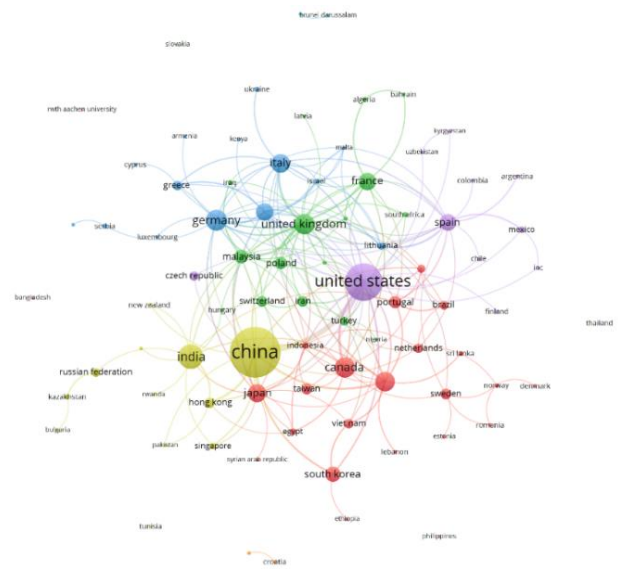 brunei darussalam
slovakia
ukraine
bahrain
algeria
rwth aachen university
latvia
armenia
kenya
kyrgyzstan
malta
uzbekistan
cyprus
italy
greece
iraq
israel
france
colombia
argentina
serbia
germany
united kingdom
south africa
spain
mexico
luxembourg
lithuania
malaysia
poland
chile
czech republic
united states
inc
bangladesh
new zealand
hungary
switzerland
iran
portugal
brazil
finland
turkey
thailand
china
indonesia
nigeria
netherlands
sri lanka
india
canada
russian federation
rwanda
japan
taiwan
sweden
norway
denmark
kazakhstan
hong kong
egypt
viet nam
romania
bulgaria
pakistan
singapore
estonia
syrian arab republic
lebanon
south korea
ethiopia
tunisia
philippines
croatia